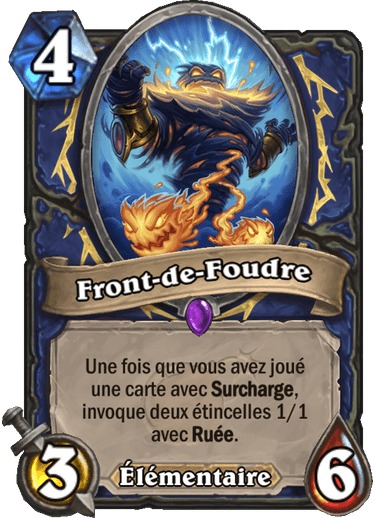 4
Front-de-Foudre
Une fois que vous avez joué
une carte avec Surcharge,
invoque deux étincelles 1/1
avec Ruée.
3
Élémentaire
6